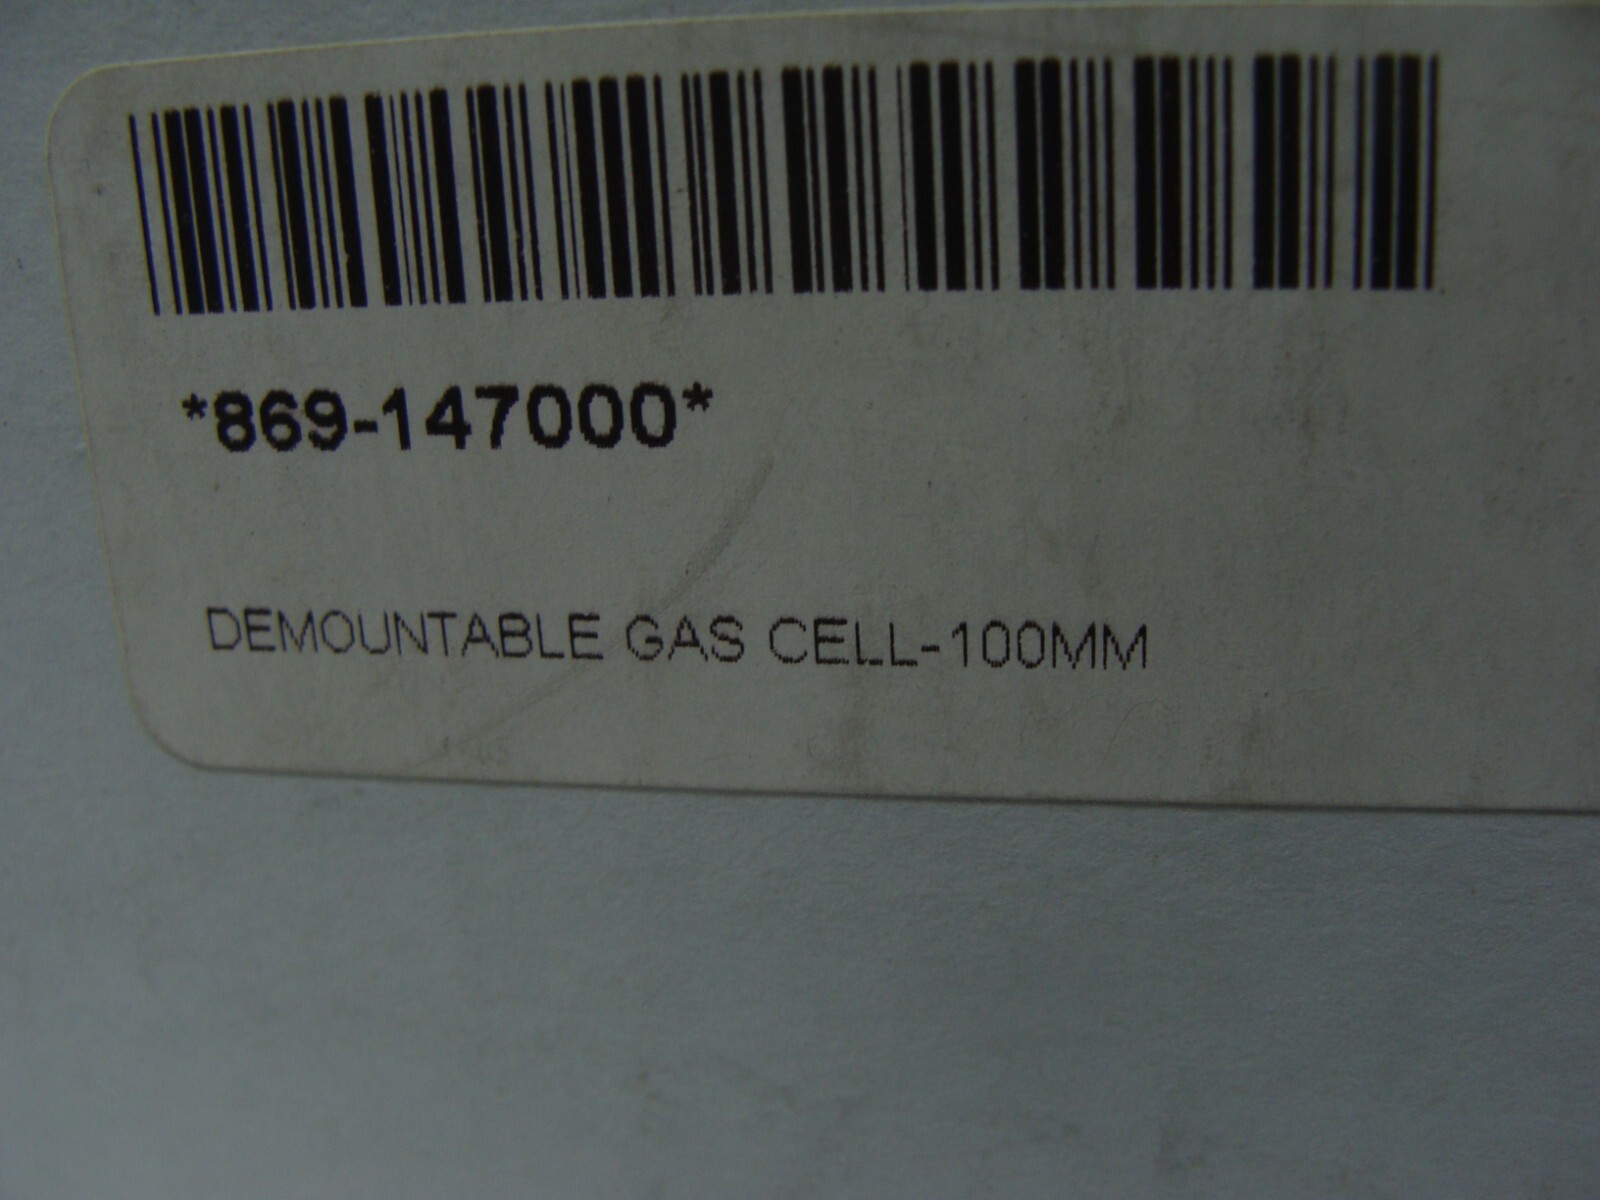 *869-147000*
DEMOUNTABLE GAS CELL-100MM